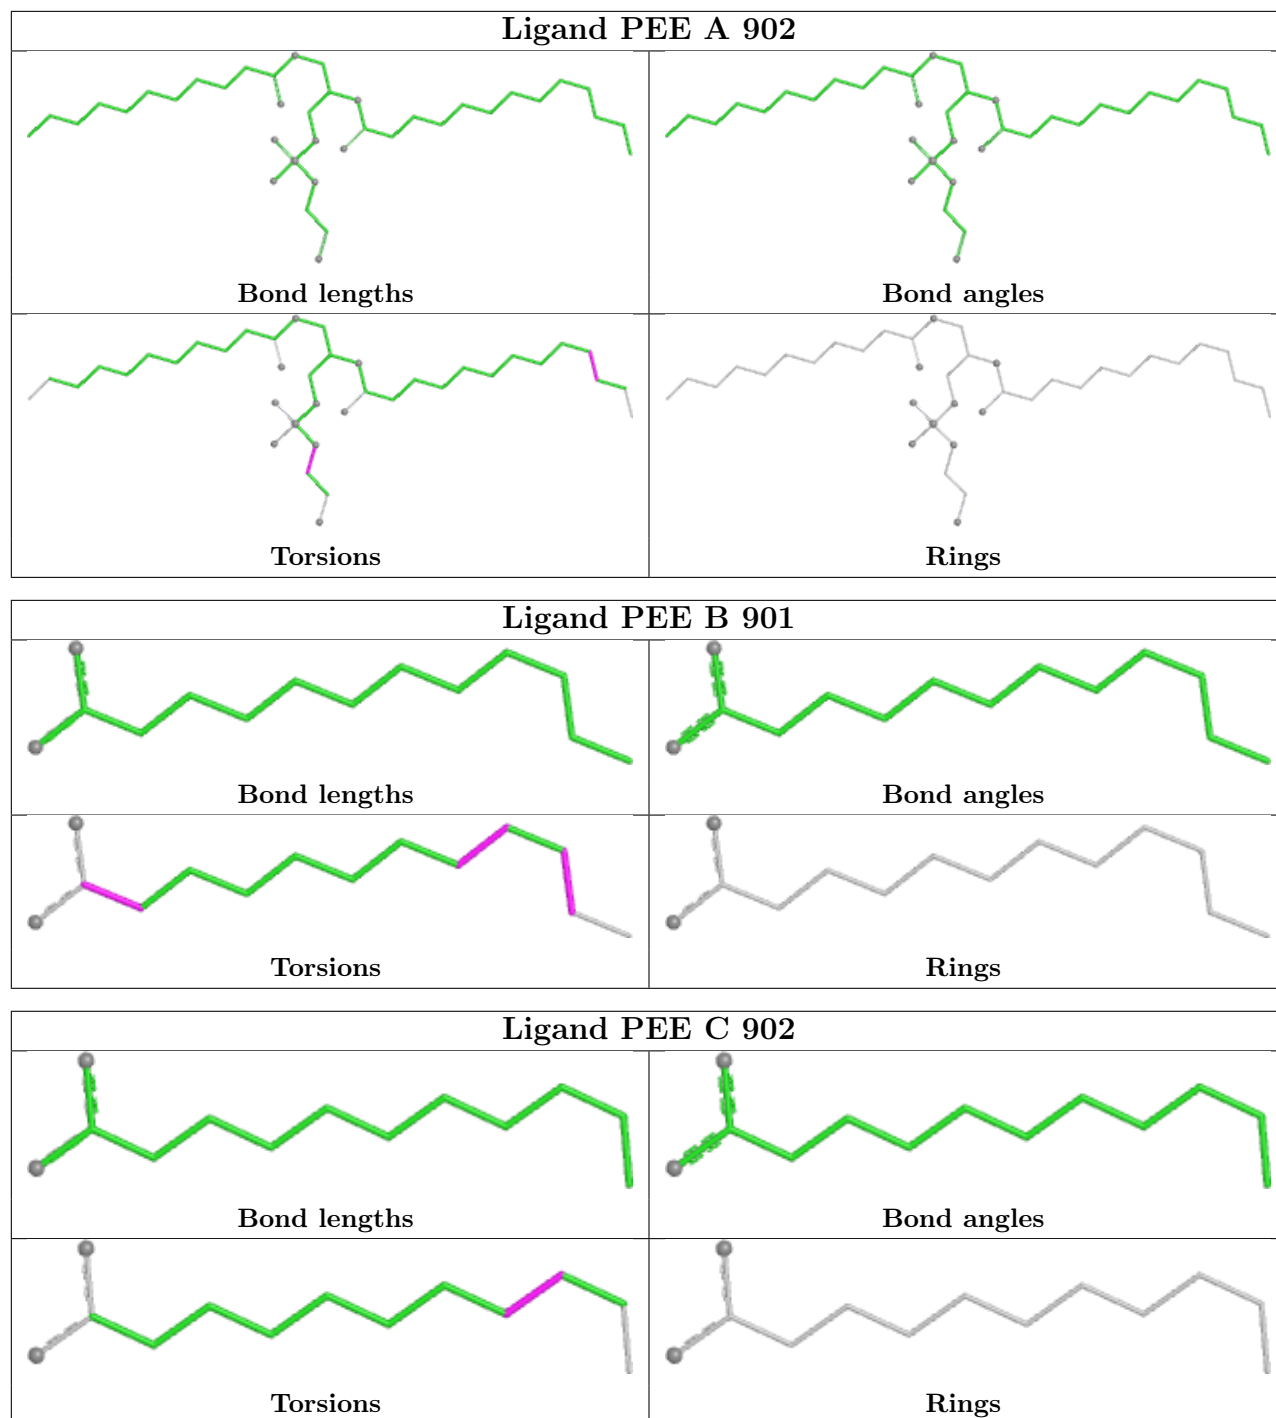 Ligand PEE A 902
Bond lengths
Bond angles
Torsions
Rings
Ligand PEE B 901
Bond lengths
Bond angles
Torsions
Rings
Ligand PEE C 902
Bond lengths
Bond angles
Torsions
Rings